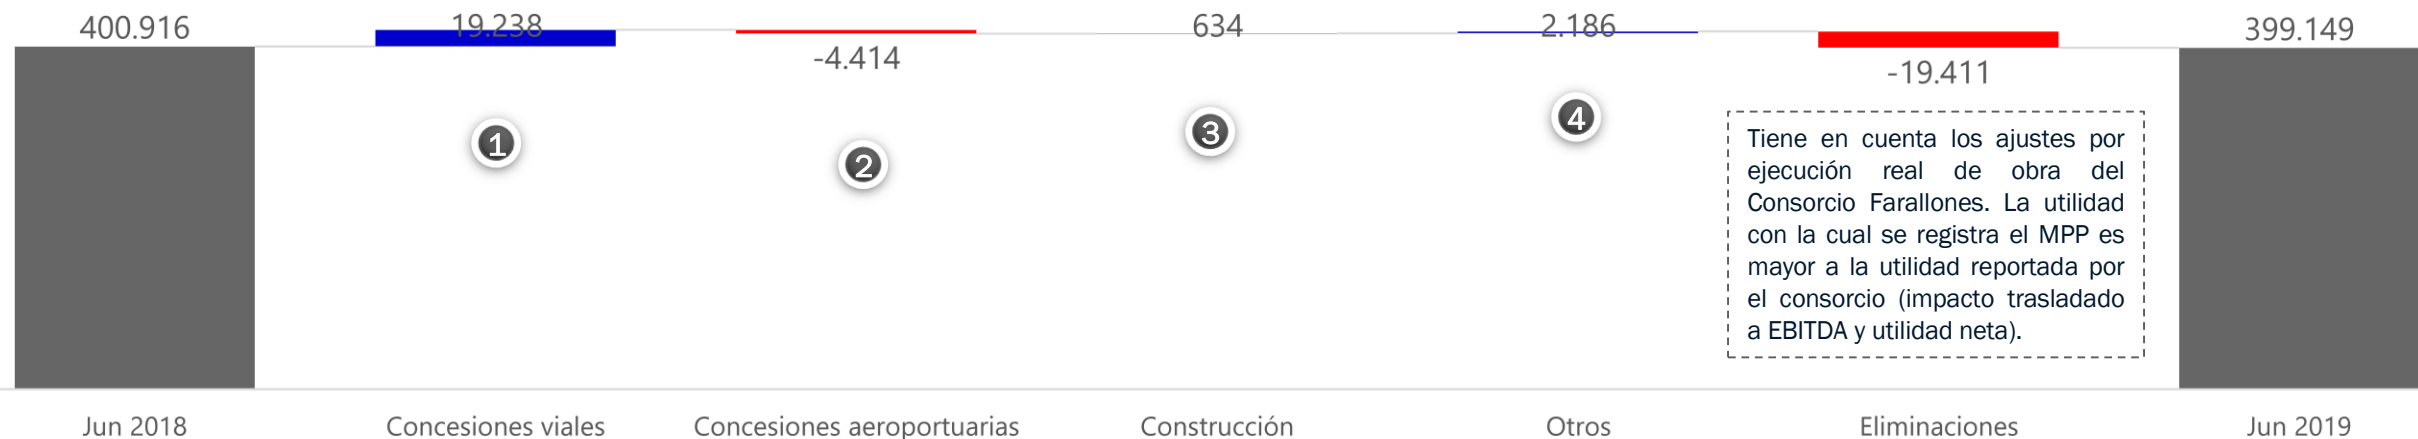 400.916
19.238
-4.414
634
2.186
-19.411
399.149
1
2
3
4
Tiene en cuenta los ajustes por
ejecución real de obra del
Consorcio Farallones. La utilidad
con la cual se registra el MPP es
mayor a la utilidad reportada por
el consorcio (impacto trasladado
a EBITDA y utilidad neta).
Jun 2018
Concesiones viales
Concesiones aeroportuarias
Construcción
Otros
Eliminaciones
Jun 2019